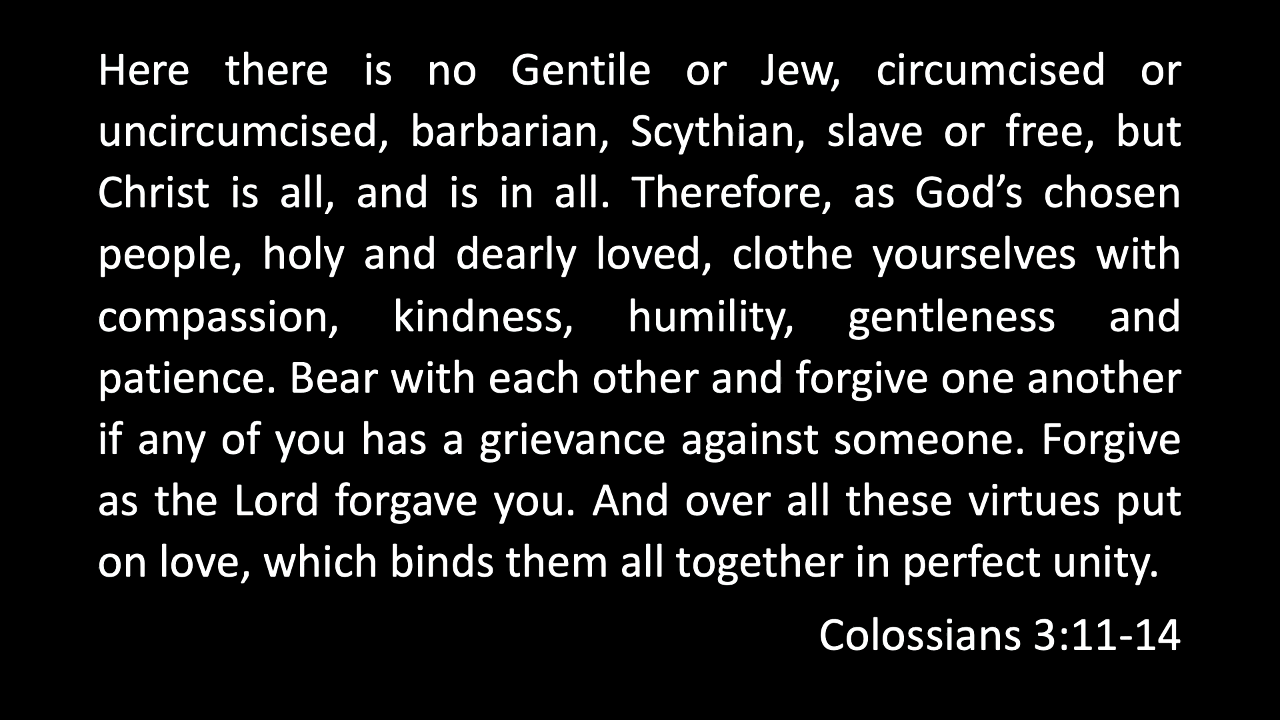 Here there is no Gentile or Jew, circumcised or
uncircumcised, barbarian, Scythian, slave or free, but
Christ is all, and is in all. Therefore, as God’s chosen
people, holy and dearly loved, clothe yourselves with
compassion, kindness, humility, gentleness and
patience. Bear with each other and forgive one another
if any of you has a grievance against someone. Forgive
as the Lord forgave you. And over all these virtues put
on love, which binds them all together in perfect unity.
Colossians 3:11-14